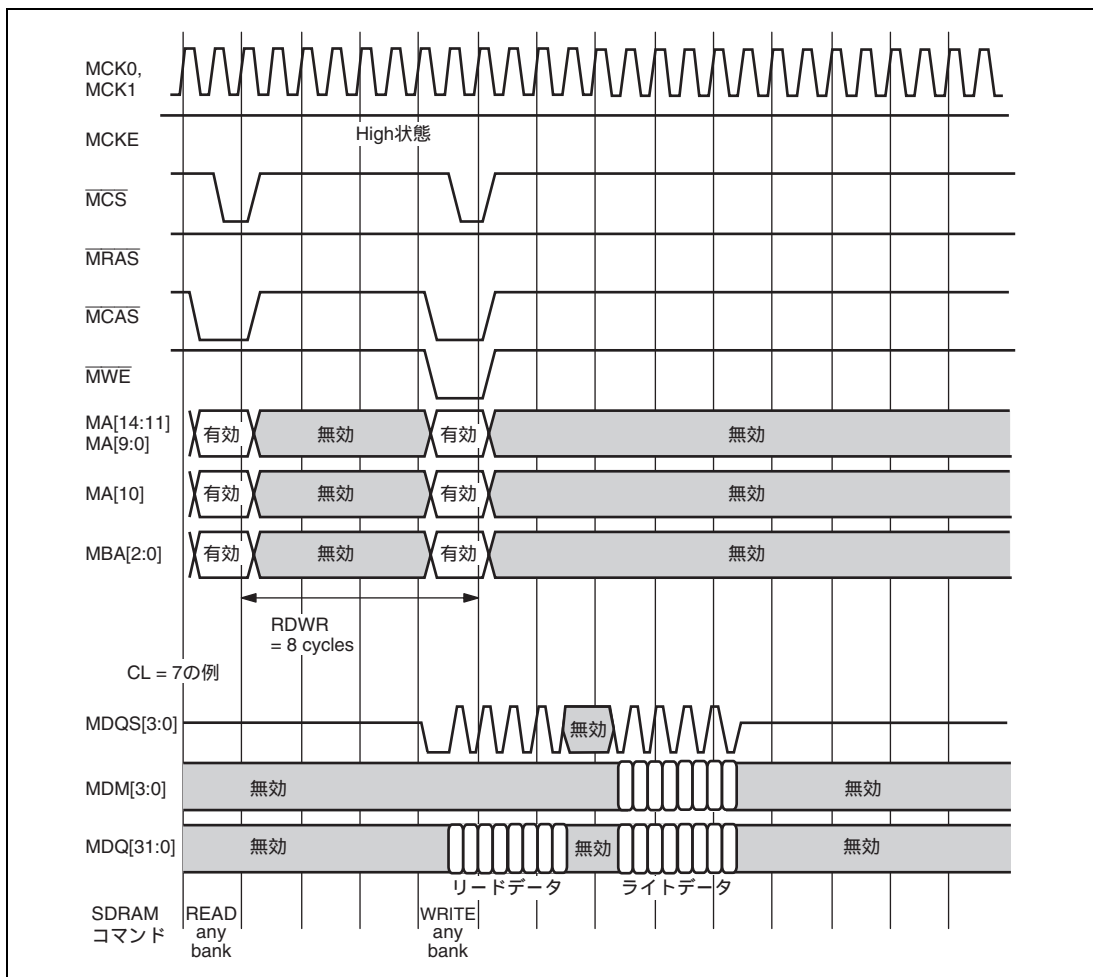 MCK0,
MCK1
MCKE
High状態
MCS
MRAS
MCAS
MWE
MA[14:11]
MA[9:0]
有効
無効
有効
無効
MA[10]
有効
無効
有効
無効
MBA[2:0]
有効
無効
有効
無効
RDWR
= 8 cycles
CL = 7の例
MDQS[3:0]
無効
MDM[3:0]
無効
無効
MDQ[31:0]
無効
無効
無効
リードデータ
ライトデータ
SDRAM
コマンド
READ
any
bank
WRITE
any
bank